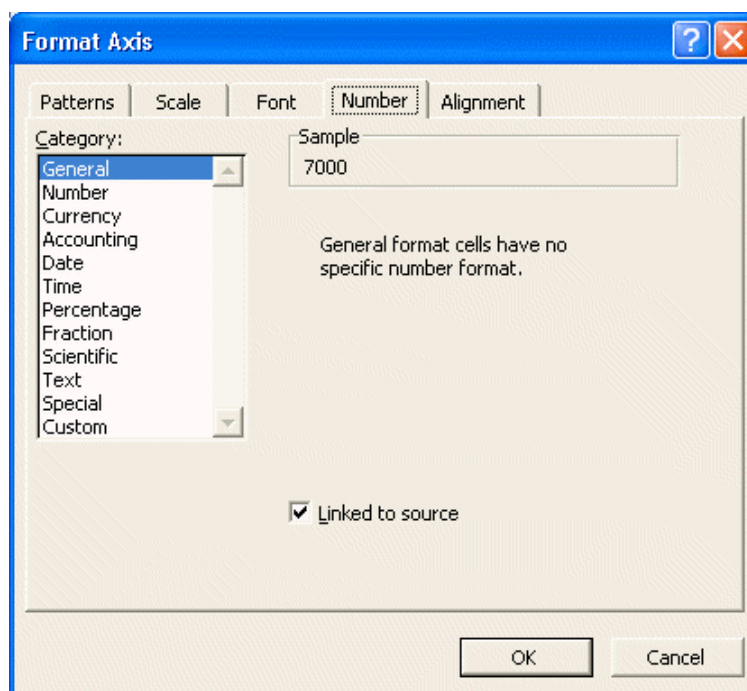 Format Axis
?
Patterns Scale Font Number Alignment
Category:
General
Number
Currency
Accounting
Date
Time
Percentage
Fraction
Scientific
Text
Special
Custom
Sample
7000
General format cells have no
specific number format.
Linked to source
OK Cancel